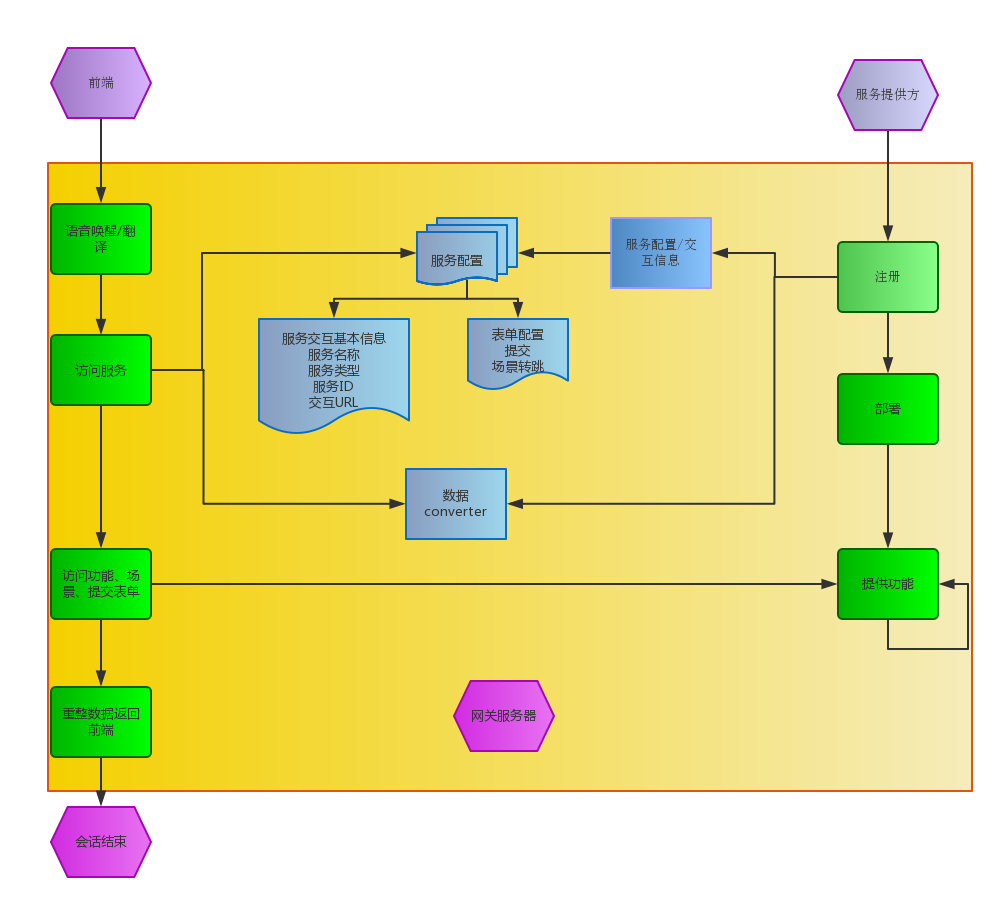 前端
服务提供方
语音唤醒/翻
译
服务配置
服务配置/交
互信息
注册
服务交互基本信息
服务名称
服务类型
服务ID
交互URL
表单配置
提交
场景转跳
访问服务
部署
数据
converter
访问功能、场
景、提交表单
提供功能
重整数据返回
前端
网关服务器
会话结束